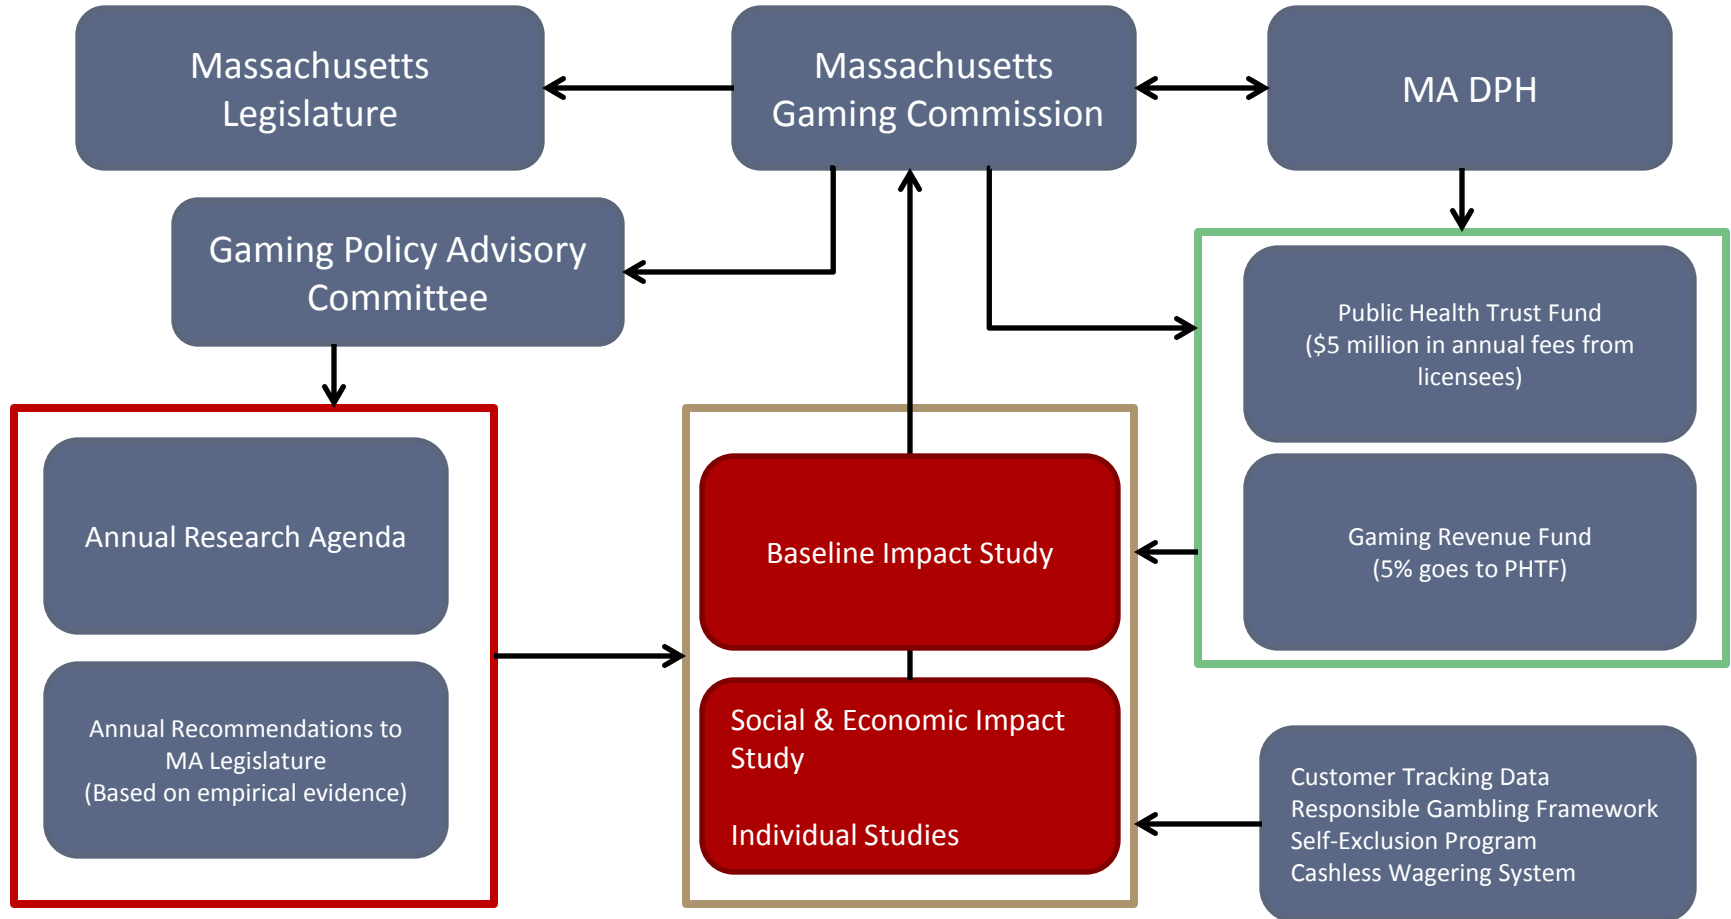 Massachusetts
Legislature
Massachusetts
Gaming Commission
MA DPH
Gaming Policy Advisory
Committee
Public Health Trust Fund
($5 million in annual fees from
licensees)
Annual Research Agenda
Baseline Impact Study
Gaming Revenue Fund
(5% goes to PHTF)
Annual Recommendations to
MA Legislature
(Based on empirical evidence)
Social & Economic Impact
Study
Individual Studies
Customer Tracking Data
Responsible Gambling Framework
Self-Exclusion Program
Cashless Wagering System